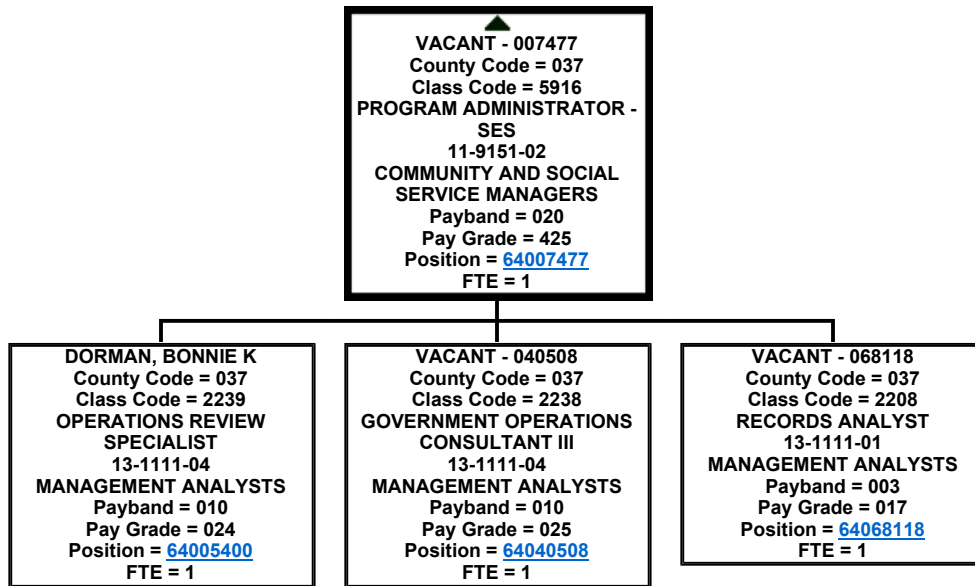 VACANT - 007477
County Code = 037
Class Code = 5916
PROGRAM ADMINISTRATOR -
SES
11-9151-02
COMMUNITY AND SOCIAL
SERVICE MANAGERS
Payband = 020
Pay Grade = 425
Position = 64007477
FTE = 1
DORMAN, BONNIE K
County Code = 037
Class Code = 2239
OPERATIONS REVIEW
SPECIALIST
13-1111-04
MANAGEMENT ANALYSTS
Payband = 010
Pay Grade = 024
Position = 64005400
FTE = 1
VACANT - 040508
County Code = 037
Class Code = 2238
GOVERNMENT OPERATIONS
CONSULTANT III
13-1111-04
MANAGEMENT ANALYSTS
Payband = 010
Pay Grade = 025
Position = 64040508
FTE = 1
VACANT - 068118
County Code = 037
Class Code = 2208
RECORDS ANALYST
13-1111-01
MANAGEMENT ANALYSTS
Payband = 003
Pay Grade = 017
Position = 64068118
FTE = 1